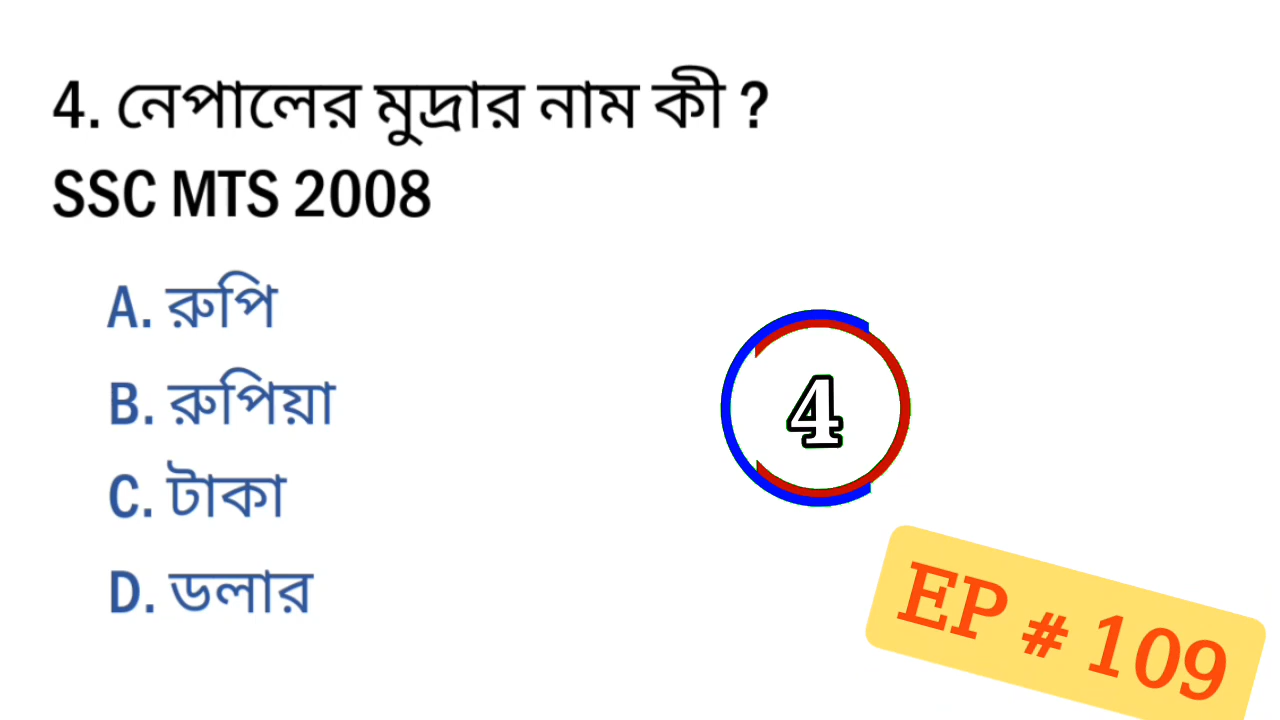 4. নেপালের মুদ্রার নাম কী ?
SSC MTS 2008
A. রুপি
B. রুপিয়া
C. টাকা
D. ডলার
4
EP # 109